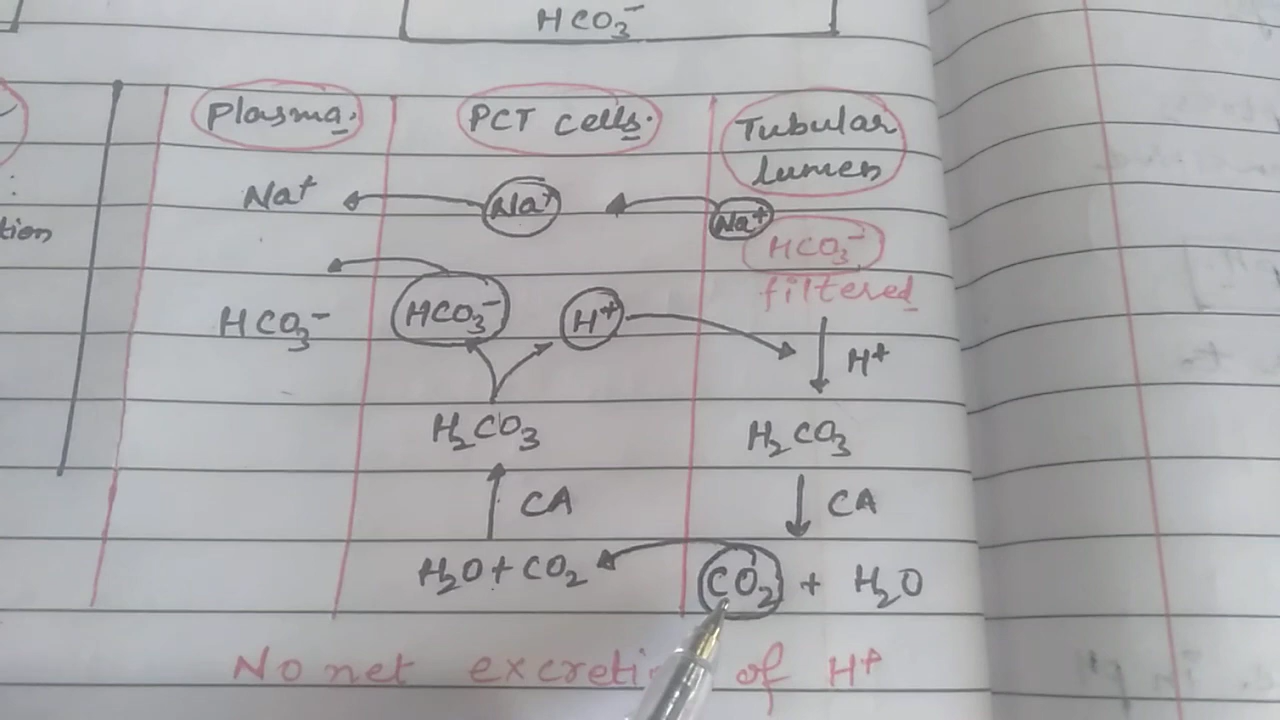 HCO₃⁻
Plasma. PCT cells. Tubular
Lumen
Na⁺ Na⁺ Na⁺
HCO₃⁻
filtered
HCO₃⁻ HCO₃⁻ H⁺
H⁺
H₂CO₃ H₂CO₃
CA CA
H₂O + CO₂ CO₂ + H₂O
No net of H⁺